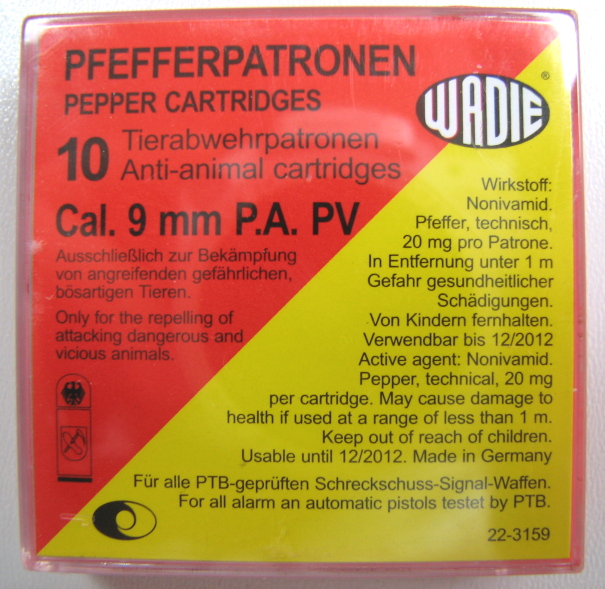 PFEFFERPATRONEN
PEPPER CARTRIDGES
WADIE ®
10 Tierabwehrpatronen
Anti-animal cartridges
Cal. 9 mm P.A. PV
Ausschließlich zur Bekämpfung
von angreifenden gefährlichen,
bösartigen Tieren.
Only for the repelling of
attacking dangerous and
vicious animals.
Wirkstoff:
Nonivamid.
Pfeffer, technisch,
20 mg pro Patrone.
In Entfernung unter 1 m
Gefahr gesundheitlicher
Schädigungen.
Von Kindern fernhalten.
Verwendbar bis 12/2012
Active agent: Nonivamid.
Pepper, technical, 20 mg
per cartridge. May cause damage to
health if used at a range of less than 1 m.
Keep out of reach of children.
Usable until 12/2012. Made in Germany
Für alle PTB-geprüften Schreckschuss-Signal-Waffen.
For all alarm an automatic pistols testet by PTB.
22-3159